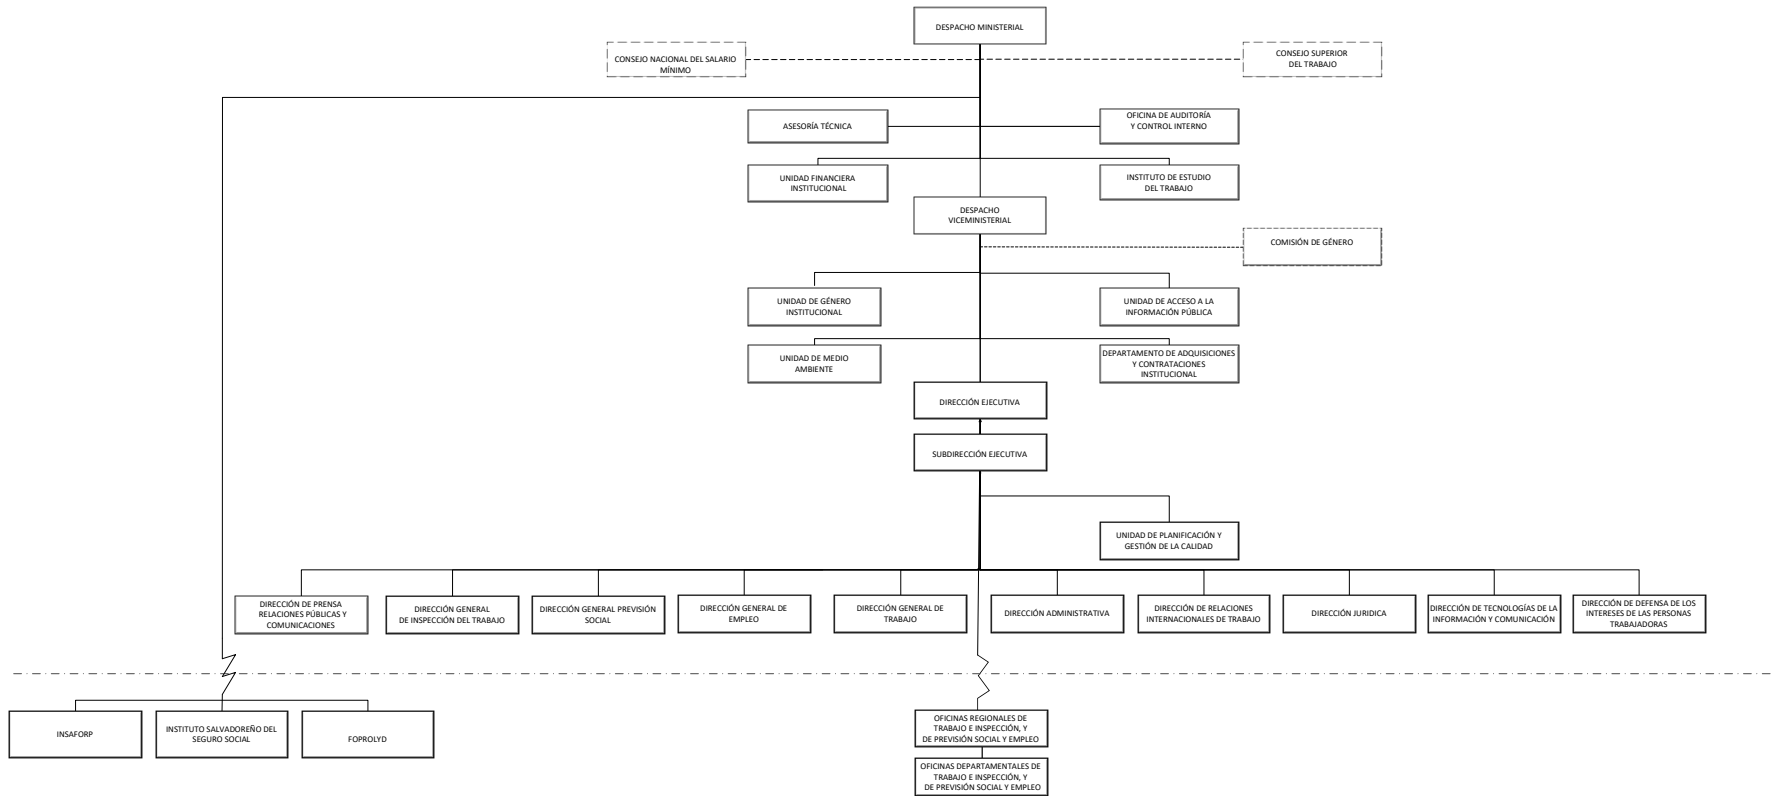 DESPACHO MINISTERIAL
CONSEJO NACIONAL DEL SALARIO
MÍNIMO
CONSEJO SUPERIOR
DEL TRABAJO
ASESORÍA TÉCNICA
OFICINA DE AUDITORÍA
Y CONTROL INTERNO
UNIDAD FINANCIERA
INSTITUCIONAL
INSTITUTO DE ESTUDIO
DEL TRABAJO
DESPACHO
VICEMINISTERIAL
COMISIÓN DE GÉNERO
UNIDAD DE GÉNERO
INSTITUCIONAL
UNIDAD DE ACCESO A LA
INFORMACIÓN PÚBLICA
UNIDAD DE MEDIO
AMBIENTE
DEPARTAMENTO DE ADQUISICIONES
Y CONTRATACIONES
INSTITUCIONAL
DIRECCIÓN EJECUTIVA
SUBDIRECCIÓN EJECUTIVA
UNIDAD DE PLANIFICACIÓN Y
GESTIÓN DE LA CALIDAD
DIRECCIÓN DE PRENSA
RELACIONES PÚBLICAS Y
COMUNICACIONES
DIRECCIÓN GENERAL
DE INSPECCIÓN DEL TRABAJO
DIRECCIÓN GENERAL PREVISIÓN
SOCIAL
DIRECCIÓN GENERAL DE
EMPLEO
DIRECCIÓN GENERAL DE
TRABAJO
DIRECCIÓN ADMINISTRATIVA
DIRECCIÓN DE RELACIONES
INTERNACIONALES DE TRABAJO
DIRECCIÓN JURIDICA
DIRECCIÓN DE TECNOLOGÍAS DE LA
INFORMACIÓN Y COMUNICACIÓN
DIRECCIÓN DE DEFENSA DE LOS
INTERESES DE LAS PERSONAS
TRABAJADORAS
INSAFORP
INSTITUTO SALVADOREÑO DEL
SEGURO SOCIAL
FOPROLYD
OFICINAS REGIONALES DE
TRABAJO E INSPECCIÓN, Y
DE PREVISIÓN SOCIAL Y EMPLEO
OFICINAS DEPARTAMENTALES DE
TRABAJO E INSPECCIÓN, Y
DE PREVISIÓN SOCIAL Y EMPLEO